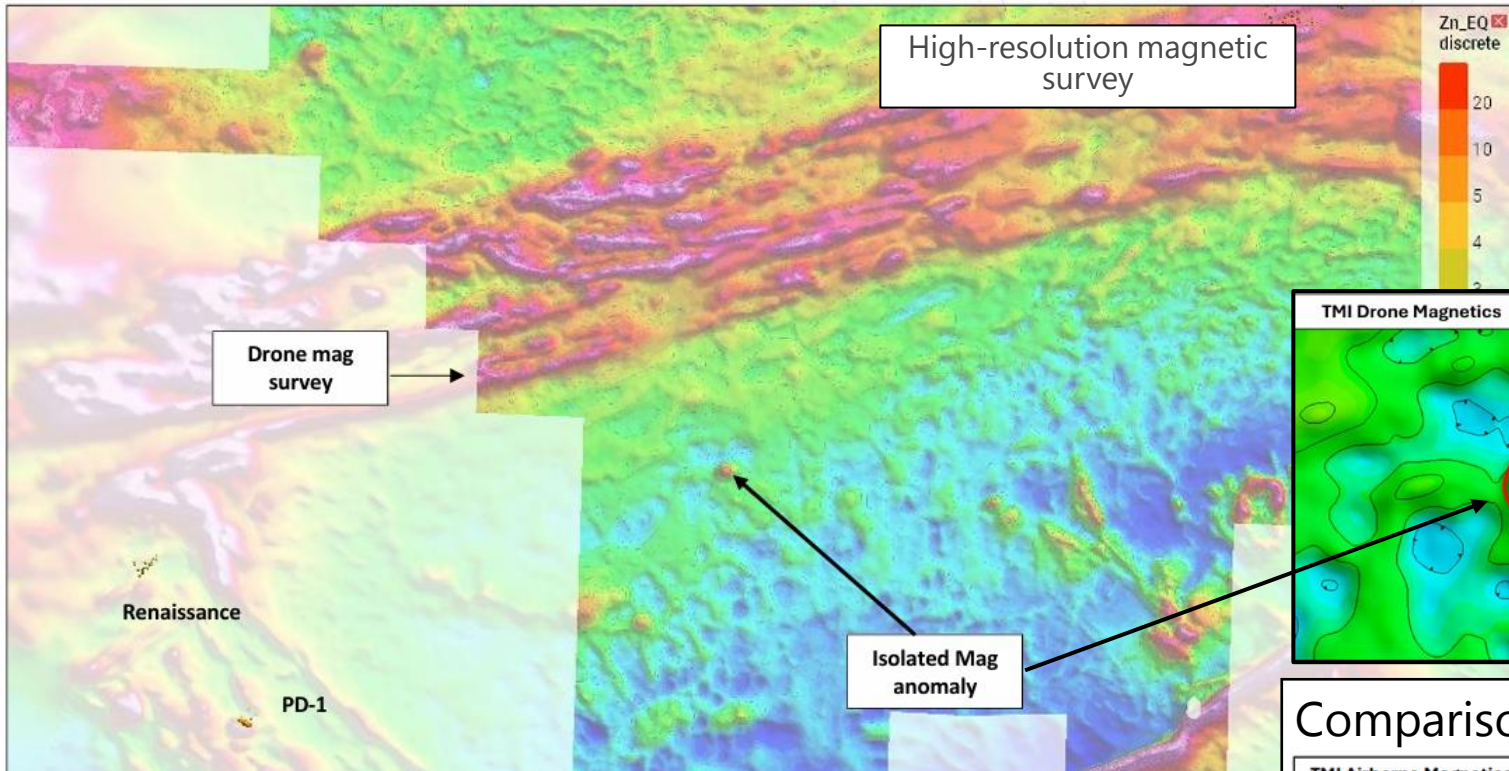 High-resolution magnetic
survey
Zn_EQ
discrete
20
10
5
4
TMI Drone Magnetics
Drone mag
survey
Renaissance
PD-1
Isolated Mag
anomaly